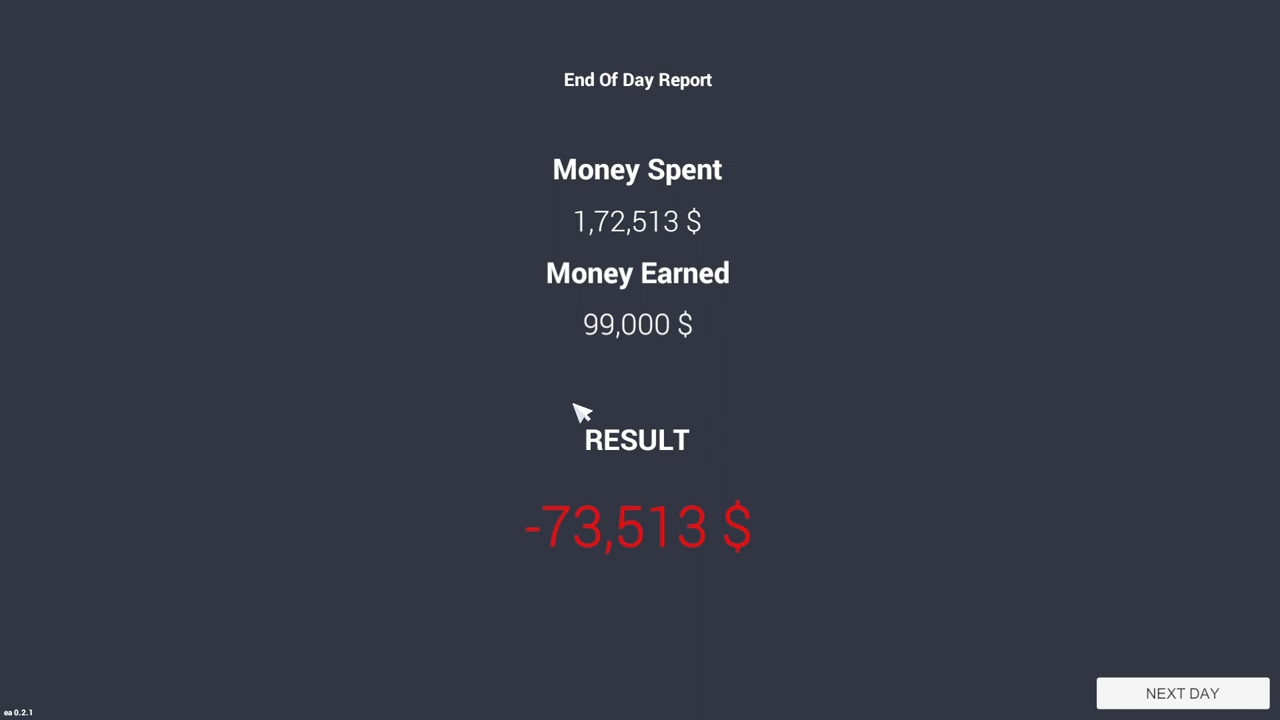 End Of Day Report
Money Spent
1,72,513 $
Money Earned
99,000 $
RESULT
-73,513 $
NEXT DAY
ea 0.2.1